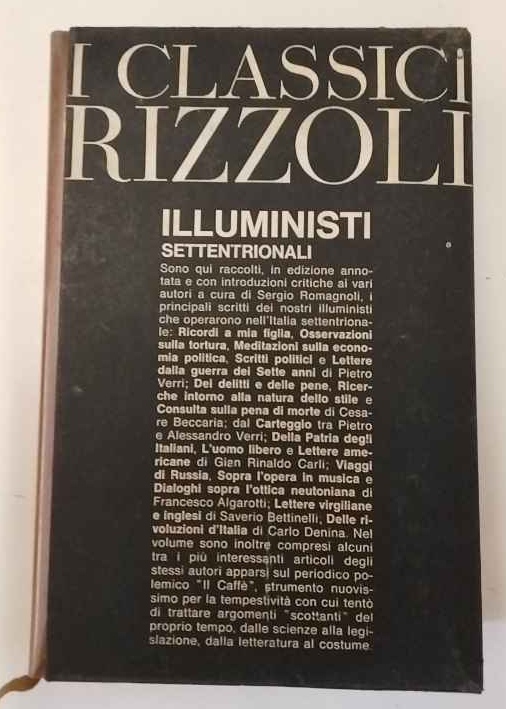 I CLASSICI
RIZZOLI
ILLUMINISTI
SETTENTRIONALI
Sono qui raccolti, in edizione anno-
tata e con introduzioni critiche ai vari
autori a cura di Sergio Romagnoli, i
principali scritti dei nostri illuministi
che operarono nell'Italia settentriona-
le: Ricordi a mia figlia, Osservazioni
sulla tortura, Meditazioni sulla econo-
mia politica, Scritti politici e Lettere
dalla guerra dei Sette anni di Pietro
Verri; Dei delitti e delle pene, Ricer-
che intorno alla natura dello stile e
Consulta sulla pena di morte di Cesa-
re Beccaria; dal Carteggio tra Pietro
e Alessandro Verri; Della Patria degli
Italiani, L'uomo libero e Lettere ame-
ricane di Gian Rinaldo Carli; Viaggi
di Russia, Sopra l'opera in musica e
Dialoghi sopra l'ottica neutoniana di
Francesco Algarotti; Lettere virgiliane
e inglesi di Saverio Bettinelli, Delle ri-
voluzioni d'Italia di Carlo Denina. Nel
volume sono inoltre compresi alcuni
tra i più interessanti articoli degli
stessi autori apparsi sul periodico po-
lemico "Il Caffè", strumento nuovis-
simo per la tempestività con cui tentò
di trattare argomenti "scottanti" del
proprio tempo, dalle scienze alla legi-
slazione, dalla letteratura al costume.